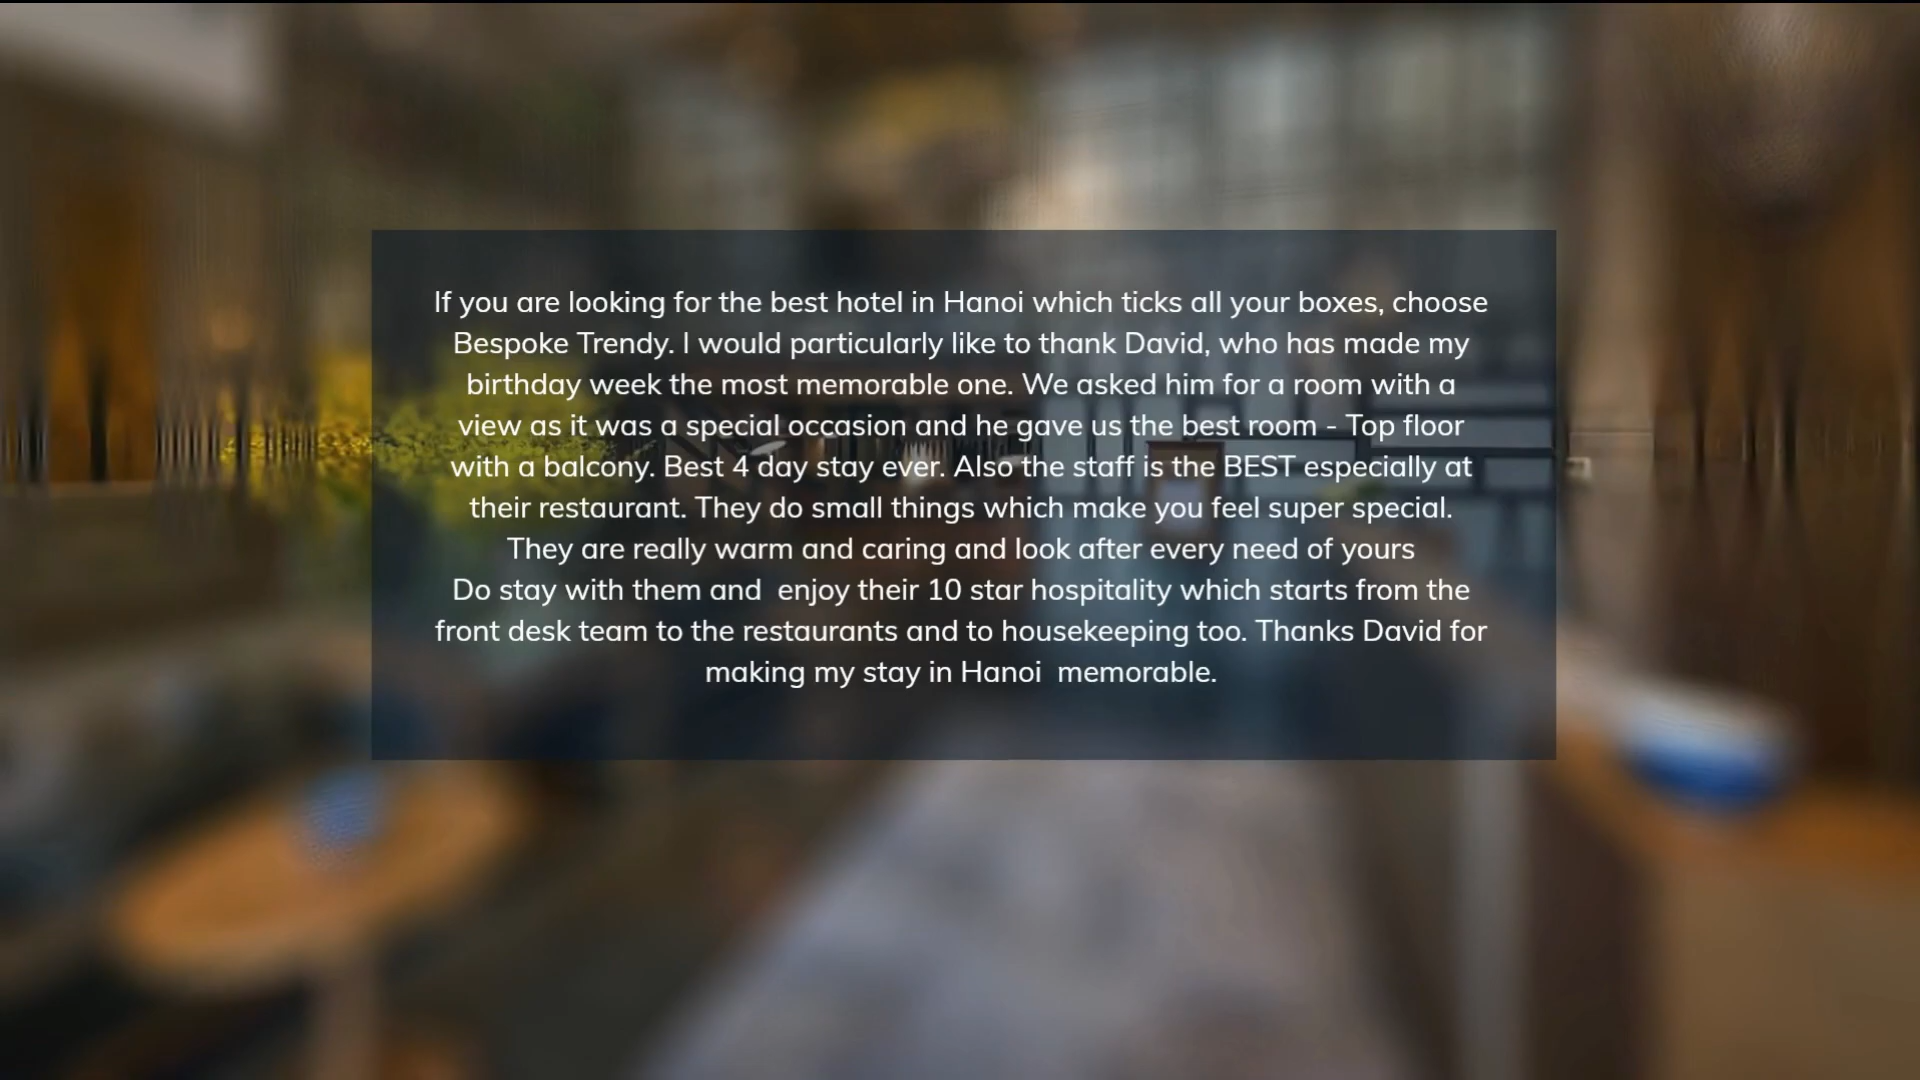 If you are looking for the best hotel in Hanoi which ticks all your boxes, choose
Bespoke Trendy. I would particularly like to thank David, who has made my
birthday week the most memorable one. We asked him for a room with a
view as it was a special occasion and he gave us the best room - Top floor
with a balcony. Best 4 day stay ever. Also the staff is the BEST especially at
their restaurant. They do small things which make you feel super special.
They are really warm and caring and look after every need of yours
Do stay with them and  enjoy their 10 star hospitality which starts from the
front desk team to the restaurants and to housekeeping too. Thanks David for
making my stay in Hanoi  memorable.